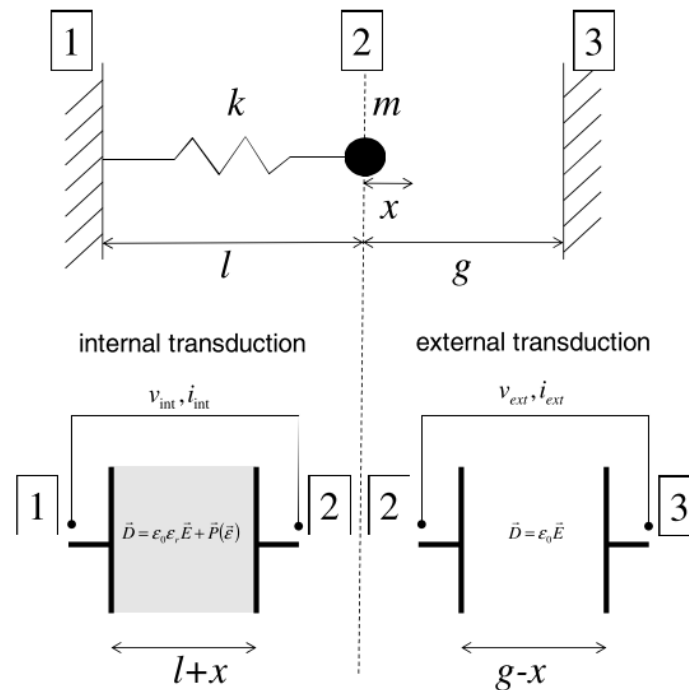 1 2 3
k m
x
l g
internal transduction external transduction
v_int, i_int v_ext, i_ext
1 2 2 3
D⃗ = ε₀εᵣE⃗ + P⃗(ε⃗) D⃗ = ε₀E⃗
l+x g-x